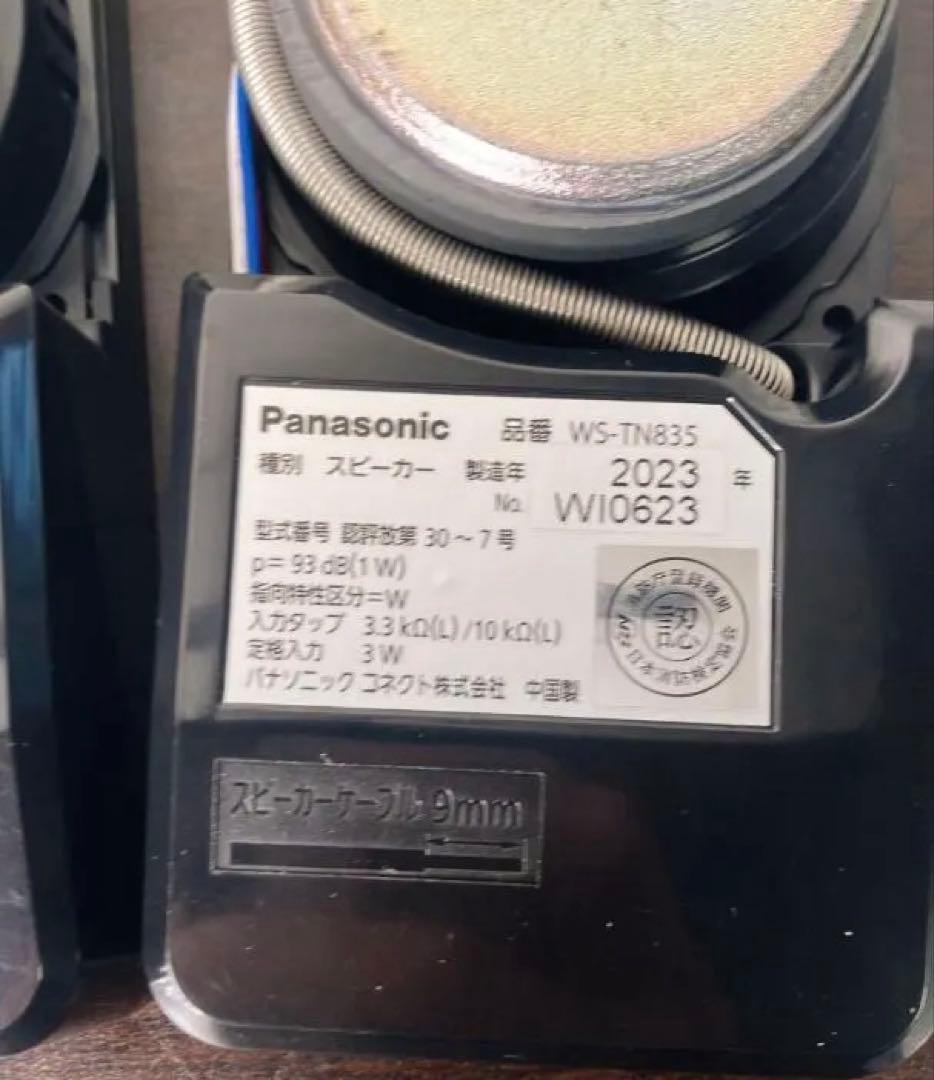 Panasonic 品番 WS-TN835
種別 スピーカー 製造年 2023 年
No. WI0623
型式番号 認評放第 30～7号
p= 93 dB(1 W)
指向特性区分=W
入力タップ 3.3 kΩ(L) /10 kΩ(L)
定格入力 3 W
パナソニック コネクト株式会社 中国製
認
スピーカーケーブル 9mm